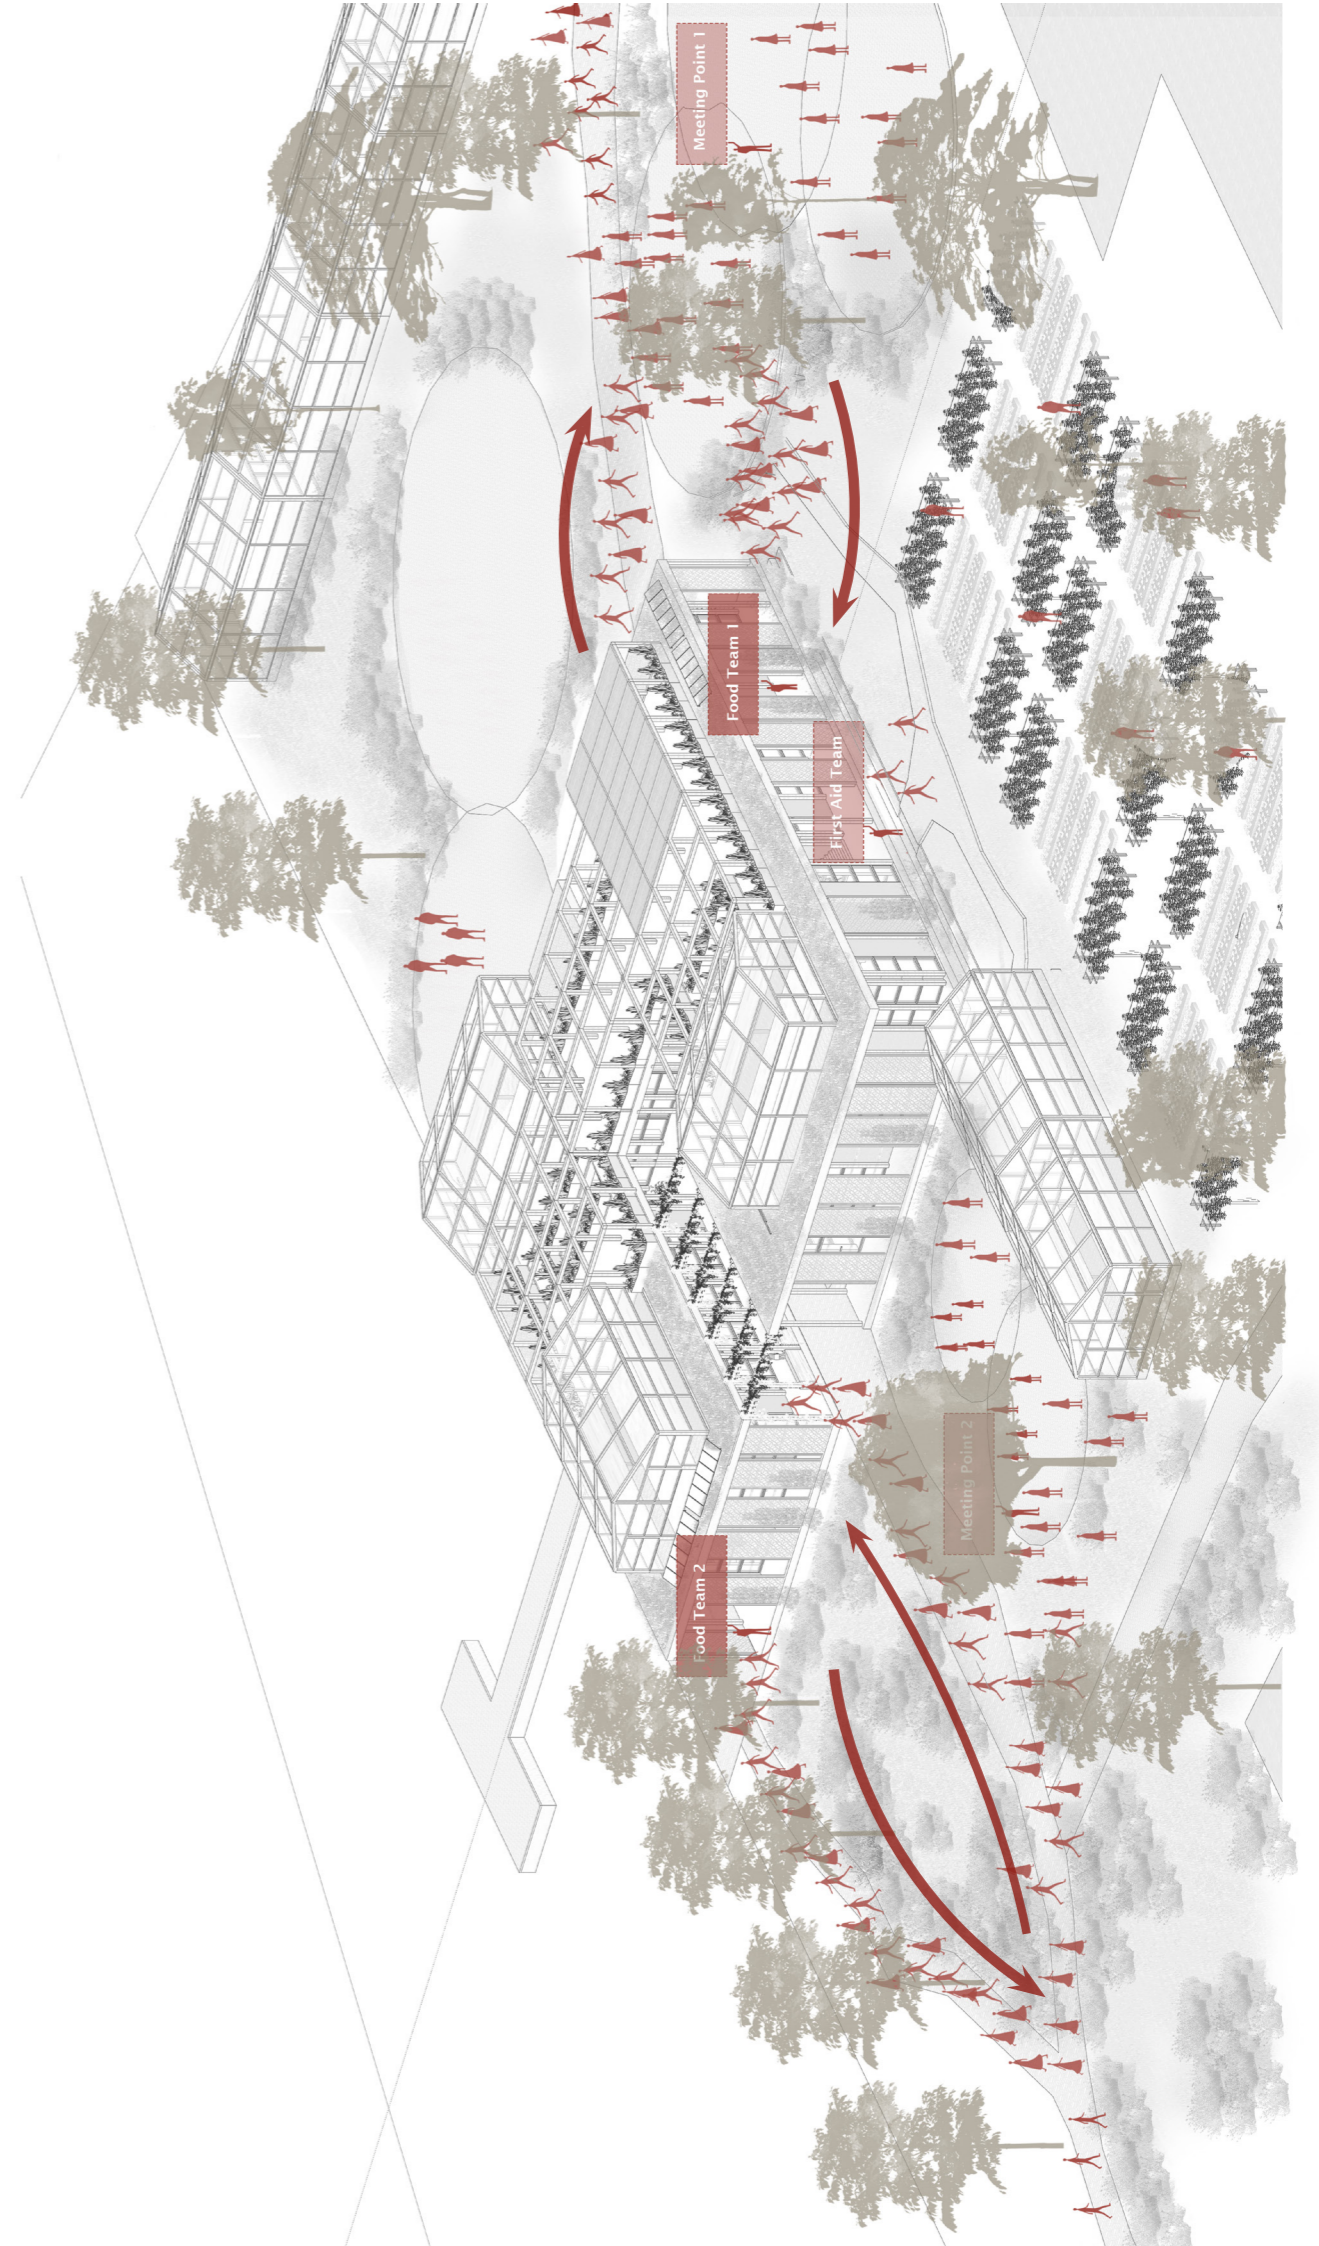 Meeting Point 1
Food Team 1
First Aid Team
Meeting Point 2
Food Team 2